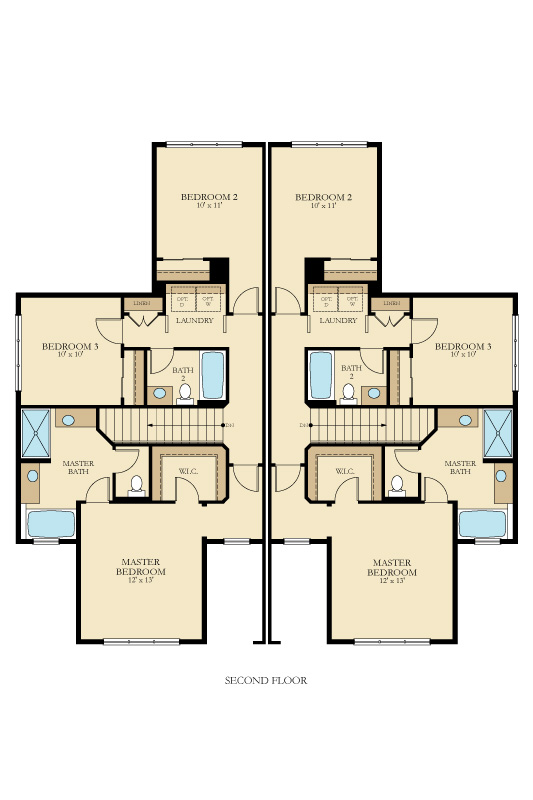 BEDROOM 2
10' x 11'
BEDROOM 2
10' x 11'
LINEN
OPT. D
OPT. W
LAUNDRY
OPT. D
OPT. W
LAUNDRY
LINEN
BEDROOM 3
10' x 10'
BATH
2
BATH
2
BEDROOM 3
10' x 10'
DN
DN
MASTER
BATH
W.I.C.
W.I.C.
MASTER
BATH
MASTER
BEDROOM
12' x 13'
MASTER
BEDROOM
12' x 13'
SECOND FLOOR